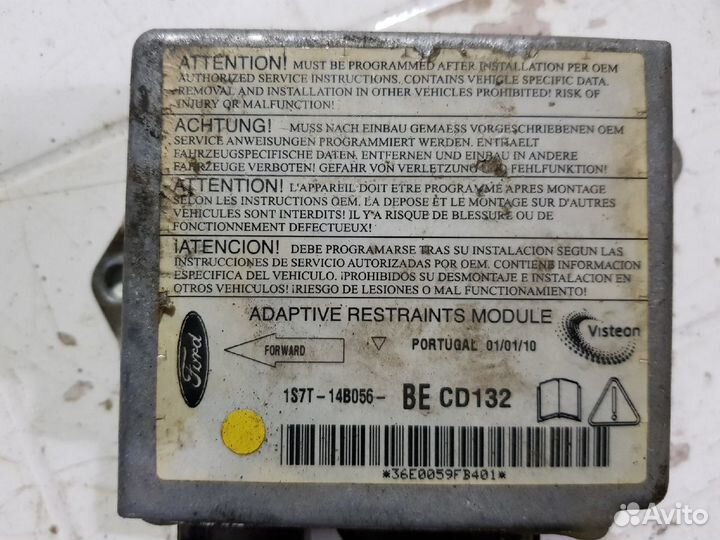 ATTENTION! MUST BE PROGRAMMED AFTER INSTALLATION PER OEM
AUTHORIZED SERVICE INSTRUCTIONS. CONTAINS VEHICLE SPECIFIC DATA.
REMOVAL AND INSTALLATION IN OTHER VEHICLES PROHIBITED! RISK OF
INJURY OR MALFUNCTION!
ACHTUNG! MUSS NACH EINBAU GEMAESS VORGESCHRIEBENEN OEM
SERVICE ANWEISUNGEN PROGRAMMIERT WERDEN. ENTHAELT
FAHRZEUGSPEZIFISCHE DATEN. ENTFERNEN UND EINBAU IN ANDERE
FAHRZEUGE VERBOTEN! GEFAHR VON VERLETZUNG UND FEHLFUNKTION!
ATTENTION! L'APPAREIL DOIT ETRE PROGRAMME APRES MONTAGE
SELON LES INSTRUCTIONS OEM. LA DEPOSE ET LE MONTAGE SUR D'AUTRES
VÉHICULES SONT INTERDITS! IL Y'A RISQUE DE BLESSURE OU DE
FONCTIONNEMENT DEFECTUEUX!
¡ATENCION! DEBE PROGRAMARSE TRAS SU INSTALACION SEGUN LAS
INSTRUCCIONES DE SERVICIO AUTORIZADAS POR OEM. CONTIENE INFORMACION
ESPECIFICA DEL VEHICULO. ¡PROHIBIDOS SU DESMONTAJE E INSTALACION EN
OTROS VEHICULOS! ¡RIESGO DE LESIONES O MAL FUNCIONAMIENTO!
ADAPTIVE RESTRAINTS MODULE
Ford
FORWARD
PORTUGAL 01/01/10
Visteon
1S7T-14B056- BE CD132
*36E0059FB401*
Avito